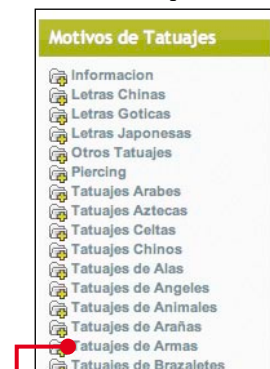 Motivos de Tatuajes
Informacion
Letras Chinas
Letras Goticas
Letras Japonesas
Otros Tatuajes
Piercing
Tatuajes Arabes
Tatuajes Aztecas
Tatuajes Celtas
Tatuajes Chinos
Tatuajes de Alas
Tatuajes de Angeles
Tatuajes de Animales
Tatuajes de Arañas
Tatuajes de Armas
Tatuajes de Brazaletes